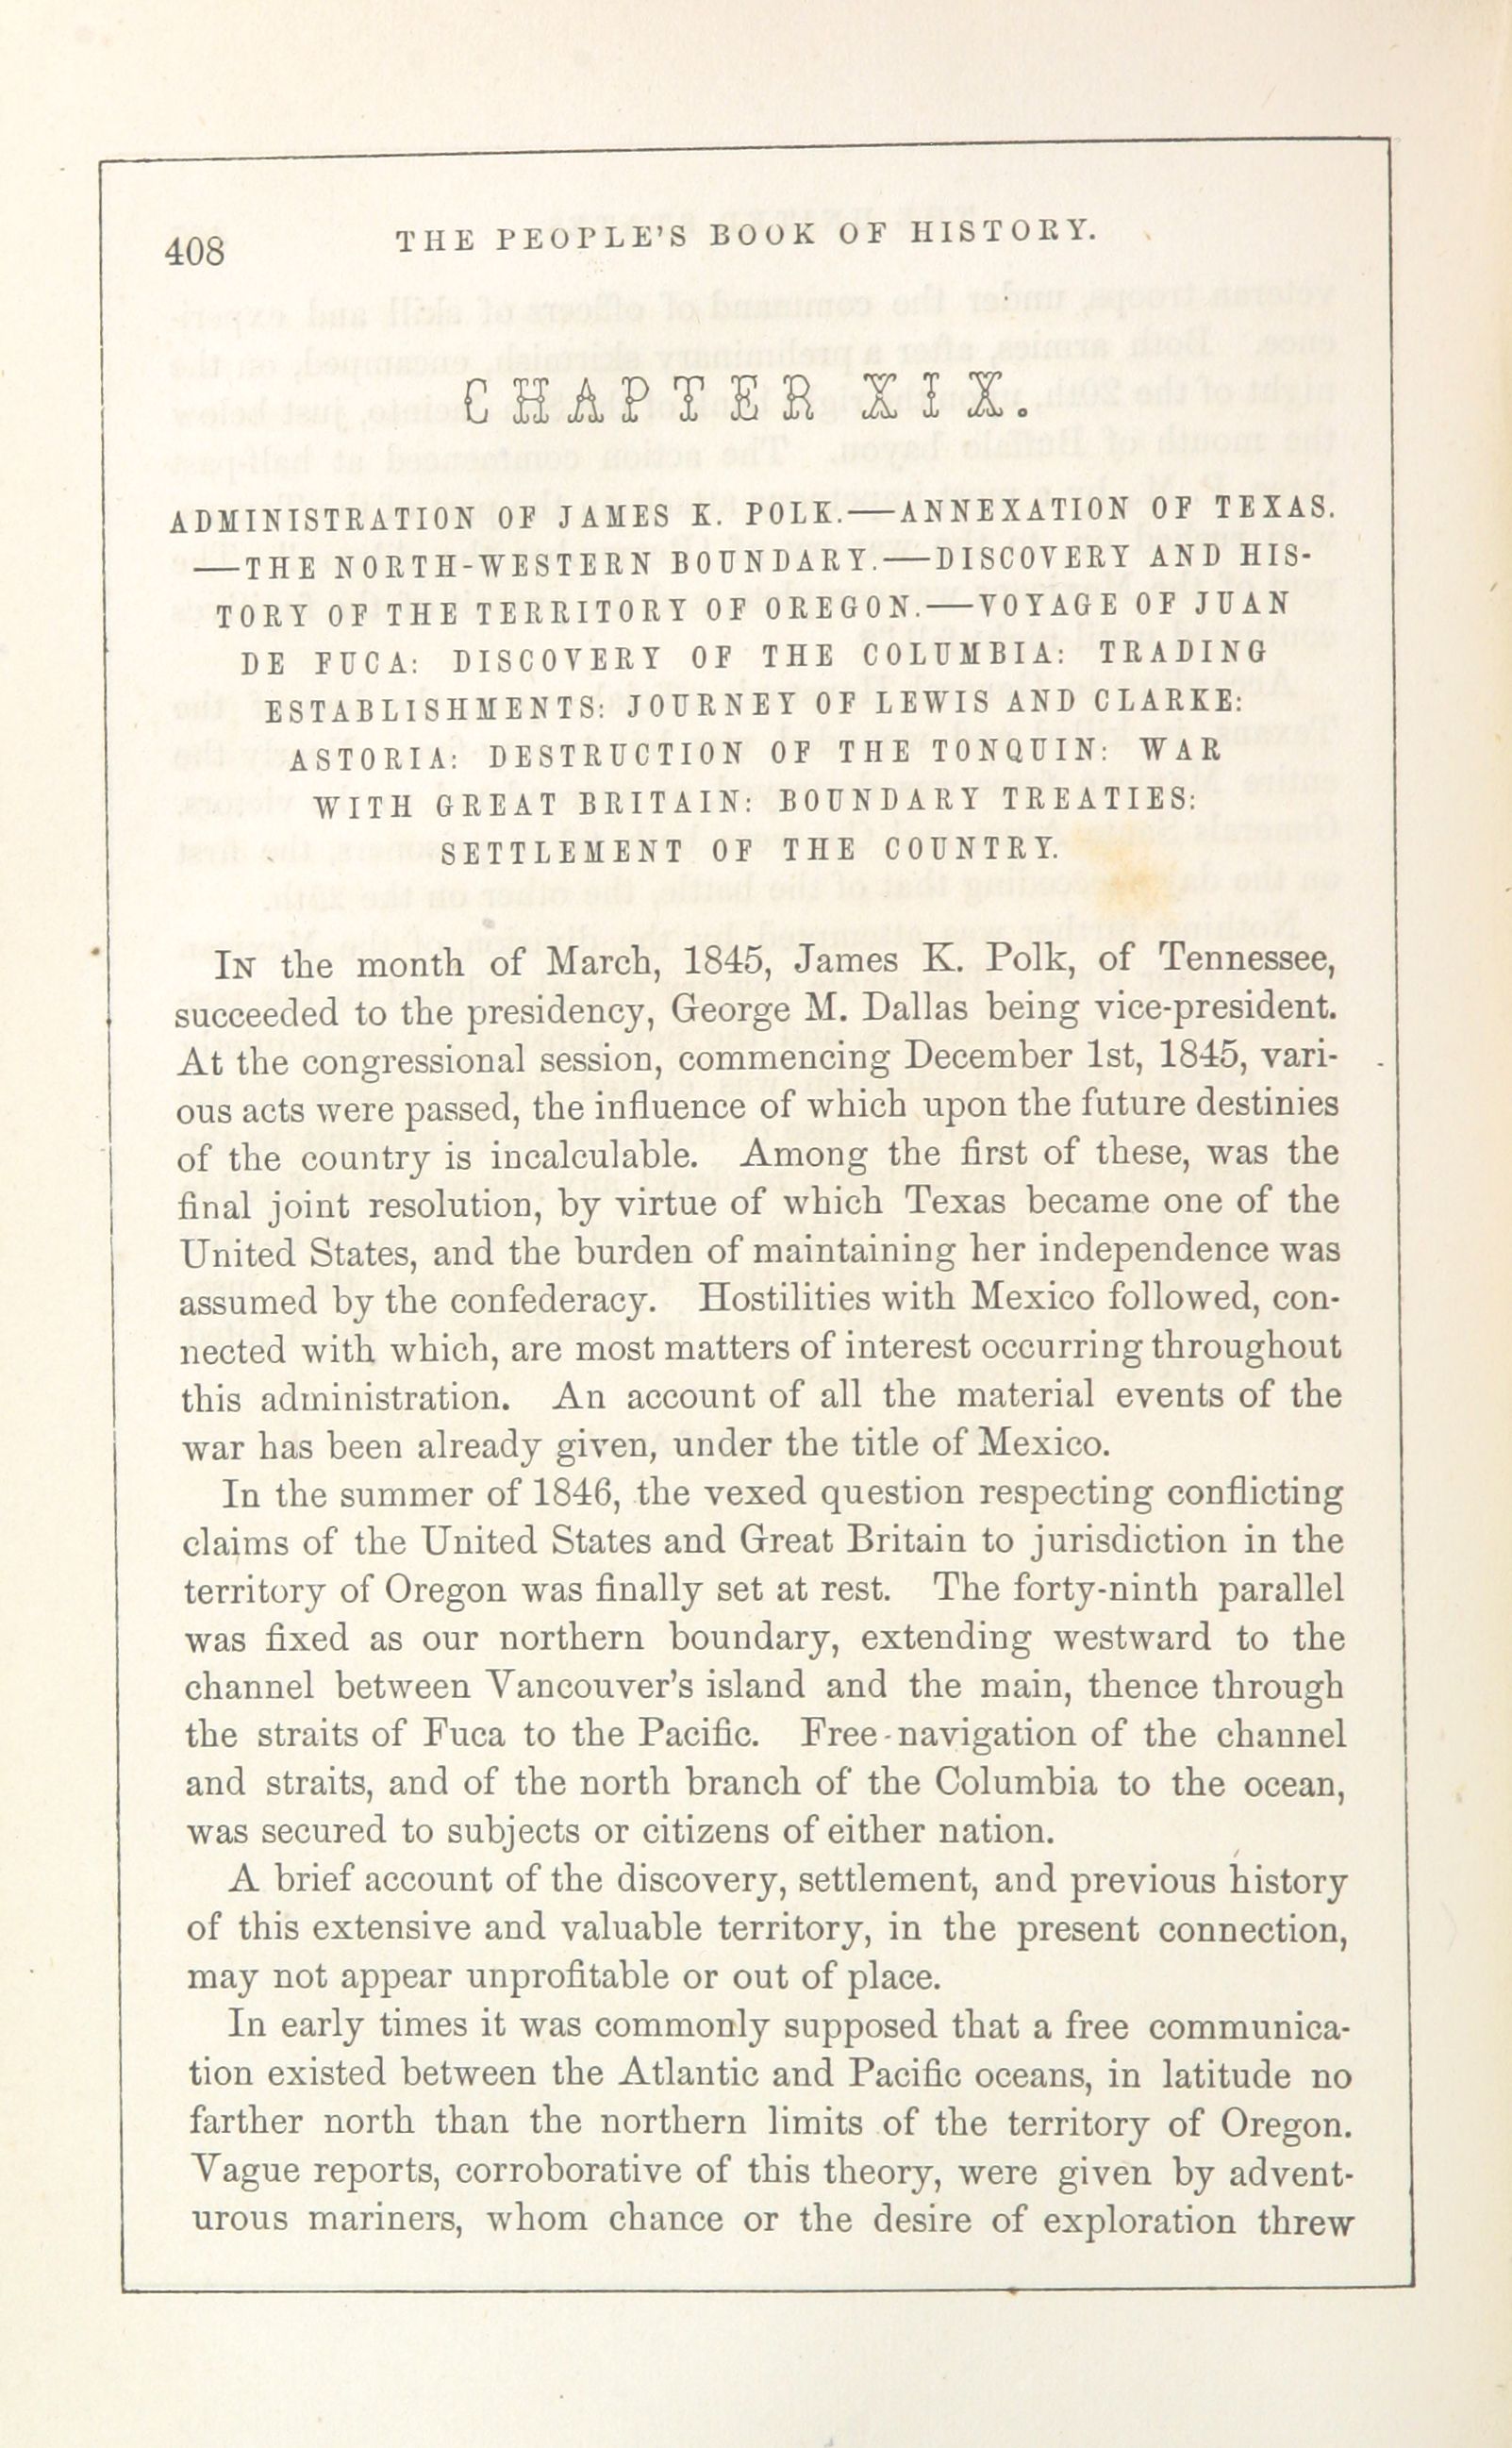 408
THE PEOPLE'S BOOK OF HISTORY.
CHAPTER XIX.
ADMINISTRATION OF JAMES K. POLK.—ANNEXATION OF TEXAS.
—THE NORTH-WESTERN BOUNDARY.—DISCOVERY AND HIS-
TORY OF THE TERRITORY OF OREGON.—VOYAGE OF JUAN
DE FUCA: DISCOVERY OF THE COLUMBIA: TRADING
ESTABLISHMENTS: JOURNEY OF LEWIS AND CLARKE:
ASTORIA: DESTRUCTION OF THE TONQUIN: WAR
WITH GREAT BRITAIN: BOUNDARY TREATIES:
SETTLEMENT OF THE COUNTRY.
IN the month of March, 1845, James K. Polk, of Tennessee,
succeeded to the presidency, George M. Dallas being vice-president.
At the congressional session, commencing December 1st, 1845, vari-
ous acts were passed, the influence of which upon the future destinies
of the country is incalculable. Among the first of these, was the
final joint resolution, by virtue of which Texas became one of the
United States, and the burden of maintaining her independence was
assumed by the confederacy. Hostilities with Mexico followed, con-
nected with which, are most matters of interest occurring throughout
this administration. An account of all the material events of the
war has been already given, under the title of Mexico.
In the summer of 1846, the vexed question respecting conflicting
claims of the United States and Great Britain to jurisdiction in the
territory of Oregon was finally set at rest. The forty-ninth parallel
was fixed as our northern boundary, extending westward to the
channel between Vancouver's island and the main, thence through
the straits of Fuca to the Pacific. Free-navigation of the channel
and straits, and of the north branch of the Columbia to the ocean,
was secured to subjects or citizens of either nation.
A brief account of the discovery, settlement, and previous history
of this extensive and valuable territory, in the present connection,
may not appear unprofitable or out of place.
In early times it was commonly supposed that a free communica-
tion existed between the Atlantic and Pacific oceans, in latitude no
farther north than the northern limits of the territory of Oregon.
Vague reports, corroborative of this theory, were given by advent-
urous mariners, whom chance or the desire of exploration threw